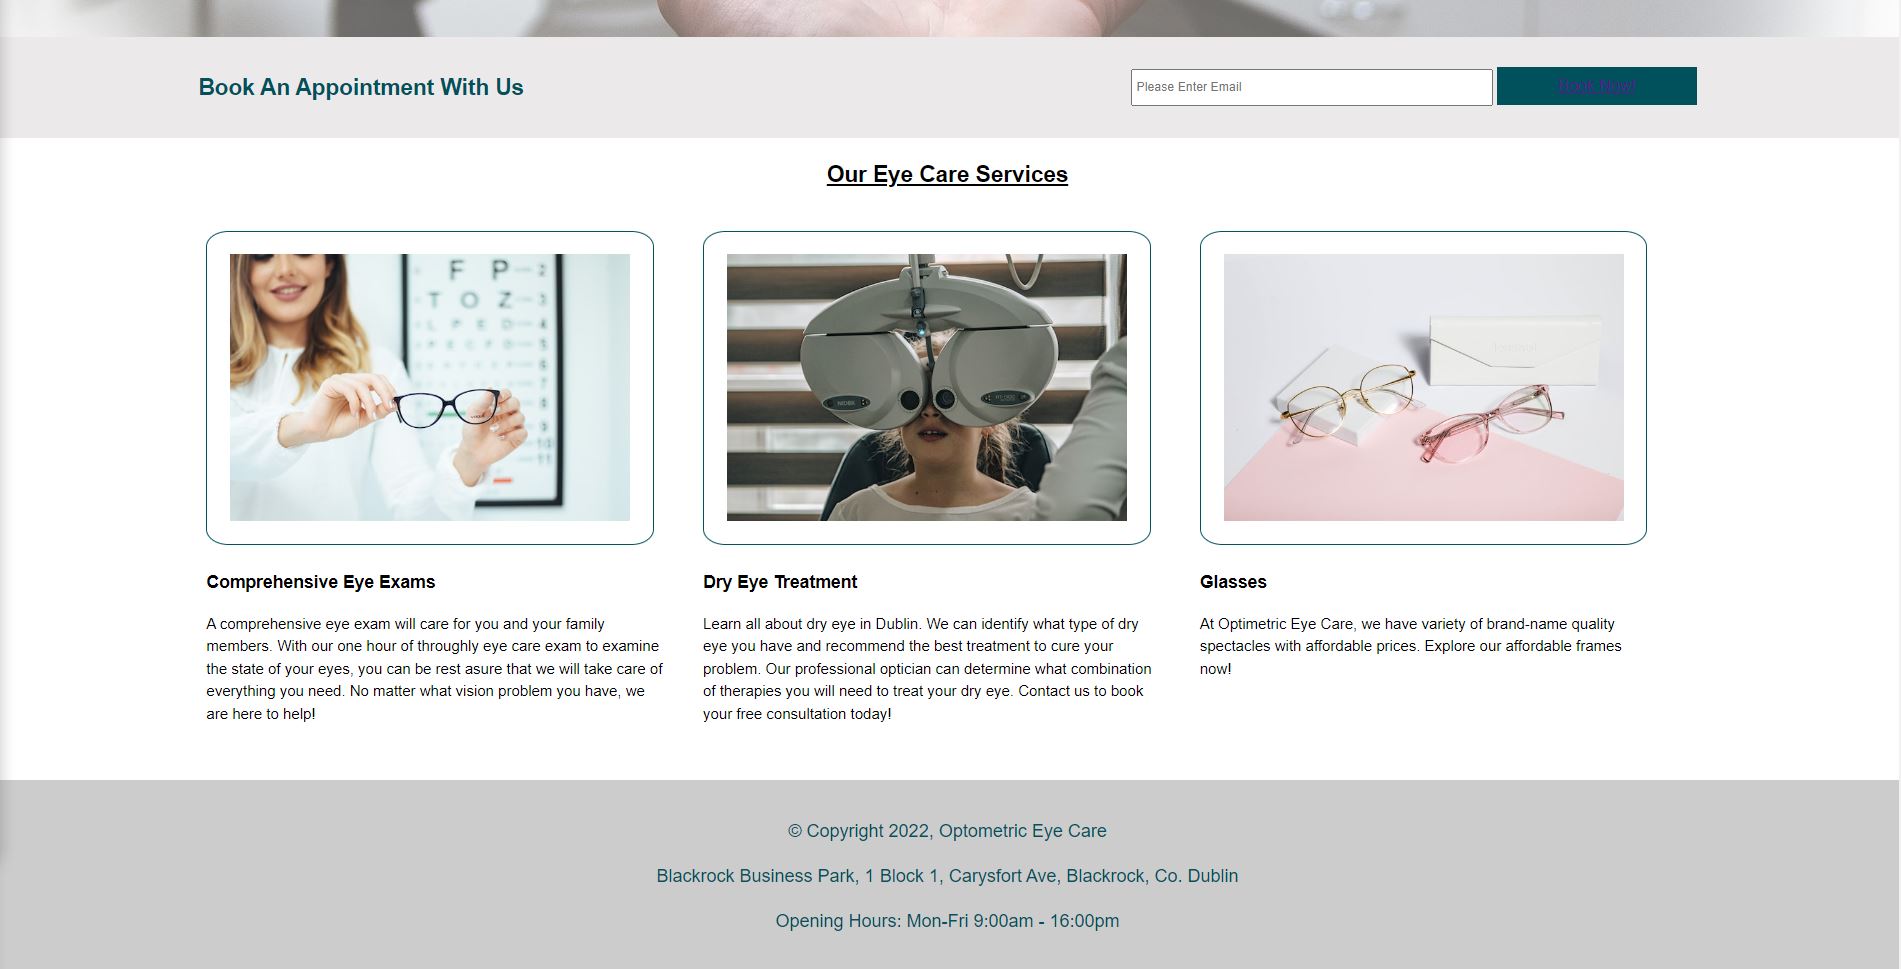 Book An Appointment With Us
Please Enter Email
Book Now!
Our Eye Care Services
F P 2
T O Z 3
L P E D 4
P E C F D
NIDEK
Comprehensive Eye Exams
A comprehensive eye exam will care for you and your family
members. With our one hour of throughly eye care exam to examine
the state of your eyes, you can be rest asure that we will take care of
everything you need. No matter what vision problem you have, we
are here to help!
Dry Eye Treatment
Learn all about dry eye in Dublin. We can identify what type of dry
eye you have and recommend the best treatment to cure your
problem. Our professional optician can determine what combination
of therapies you will need to treat your dry eye. Contact us to book
your free consultation today!
Glasses
At Optimetric Eye Care, we have variety of brand-name quality
spectacles with affordable prices. Explore our affordable frames
now!
© Copyright 2022, Optometric Eye Care
Blackrock Business Park, 1 Block 1, Carysfort Ave, Blackrock, Co. Dublin
Opening Hours: Mon-Fri 9:00am - 16:00pm